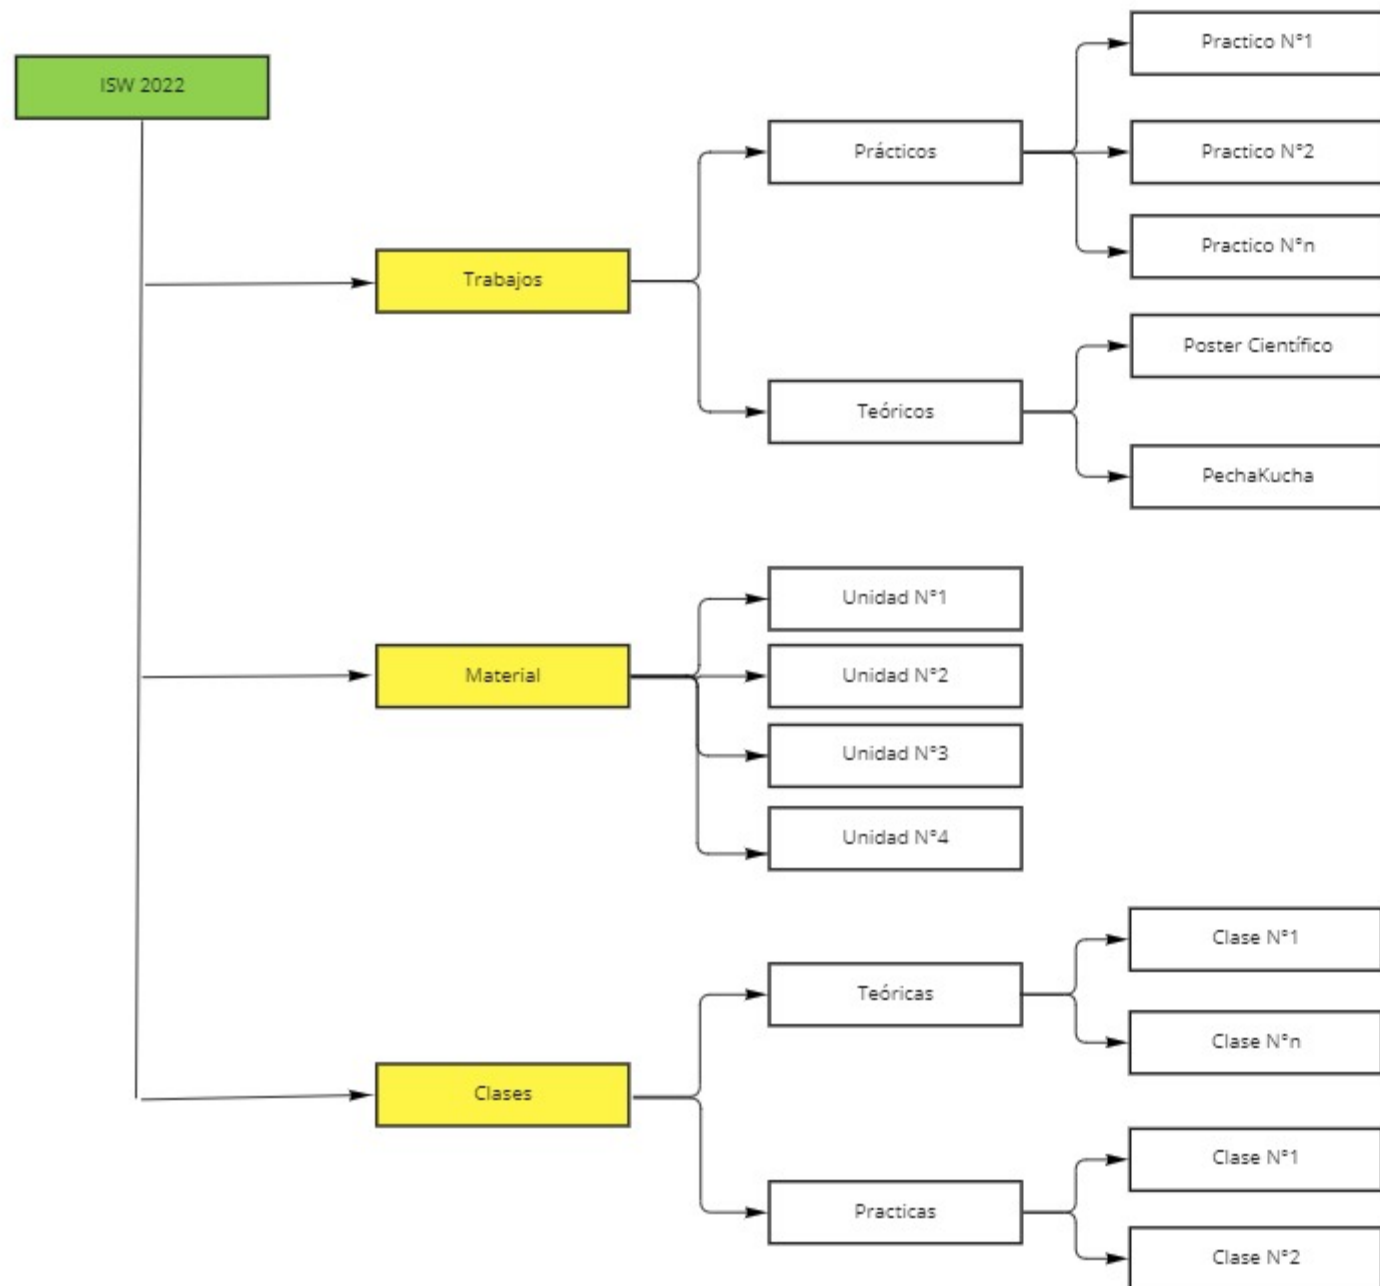 ISW 2022
Trabajos
Prácticos
Practico N°1
Practico N°2
Practico N°n
Teóricos
Poster Científico
PechaKucha
Material
Unidad N°1
Unidad N°2
Unidad N°3
Unidad N°4
Clases
Teóricas
Clase N°1
Clase N°n
Practicas
Clase N°1
Clase N°2